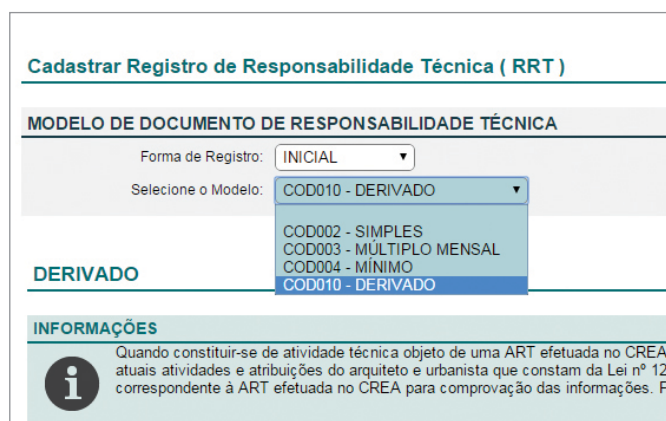 Cadastrar Registro de Responsabilidade Técnica ( RRT )
MODELO DE DOCUMENTO DE RESPONSABILIDADE TÉCNICA
Forma de Registro: INICIAL
Selecione o Modelo: COD010 - DERIVADO
COD002 - SIMPLES
COD003 - MÚLTIPLO MENSAL
COD004 - MÍNIMO
COD010 - DERIVADO
DERIVADO
INFORMAÇÕES
Quando constituir-se de atividade técnica objeto de uma ART efetuada no CREA
atuais atividades e atribuições do arquiteto e urbanista que constam da Lei nº 12
correspondente à ART efetuada no CREA para comprovação das informações.